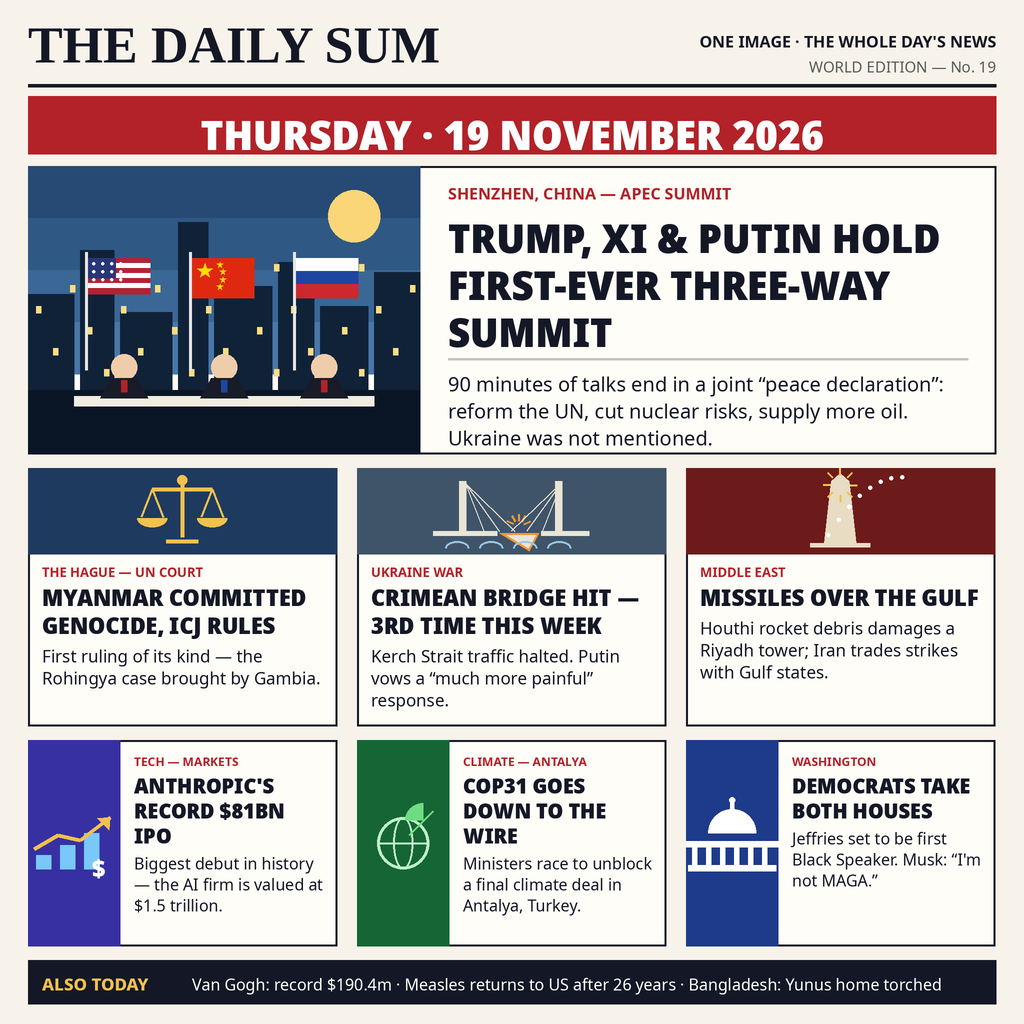 THE DAILY SUM
ONE IMAGE · THE WHOLE DAY'S NEWS
WORLD EDITION — No. 19
THURSDAY · 19 NOVEMBER 2026
SHENZHEN, CHINA — APEC SUMMIT
TRUMP, XI & PUTIN HOLD
FIRST-EVER THREE-WAY
SUMMIT
90 minutes of talks end in a joint “peace declaration”:
reform the UN, cut nuclear risks, supply more oil.
Ukraine was not mentioned.
THE HAGUE — UN COURT
MYANMAR COMMITTED
GENOCIDE, ICJ RULES
First ruling of its kind — the
Rohingya case brought by Gambia.
UKRAINE WAR
CRIMEAN BRIDGE HIT —
3RD TIME THIS WEEK
Kerch Strait traffic halted. Putin
vows a “much more painful”
response.
MIDDLE EAST
MISSILES OVER THE GULF
Houthi rocket debris damages a
Riyadh tower; Iran trades strikes
with Gulf states.
$
TECH — MARKETS
ANTHROPIC'S
RECORD $81BN
IPO
Biggest debut in history
— the AI firm is valued at
$1.5 trillion.
CLIMATE — ANTALYA
COP31 GOES
DOWN TO THE
WIRE
Ministers race to unblock
a final climate deal in
Antalya, Turkey.
WASHINGTON
DEMOCRATS TAKE
BOTH HOUSES
Jeffries set to be first
Black Speaker. Musk: “I'm
not MAGA.”
ALSO TODAY
Van Gogh: record $190.4m · Measles returns to US after 26 years · Bangladesh: Yunus home torched